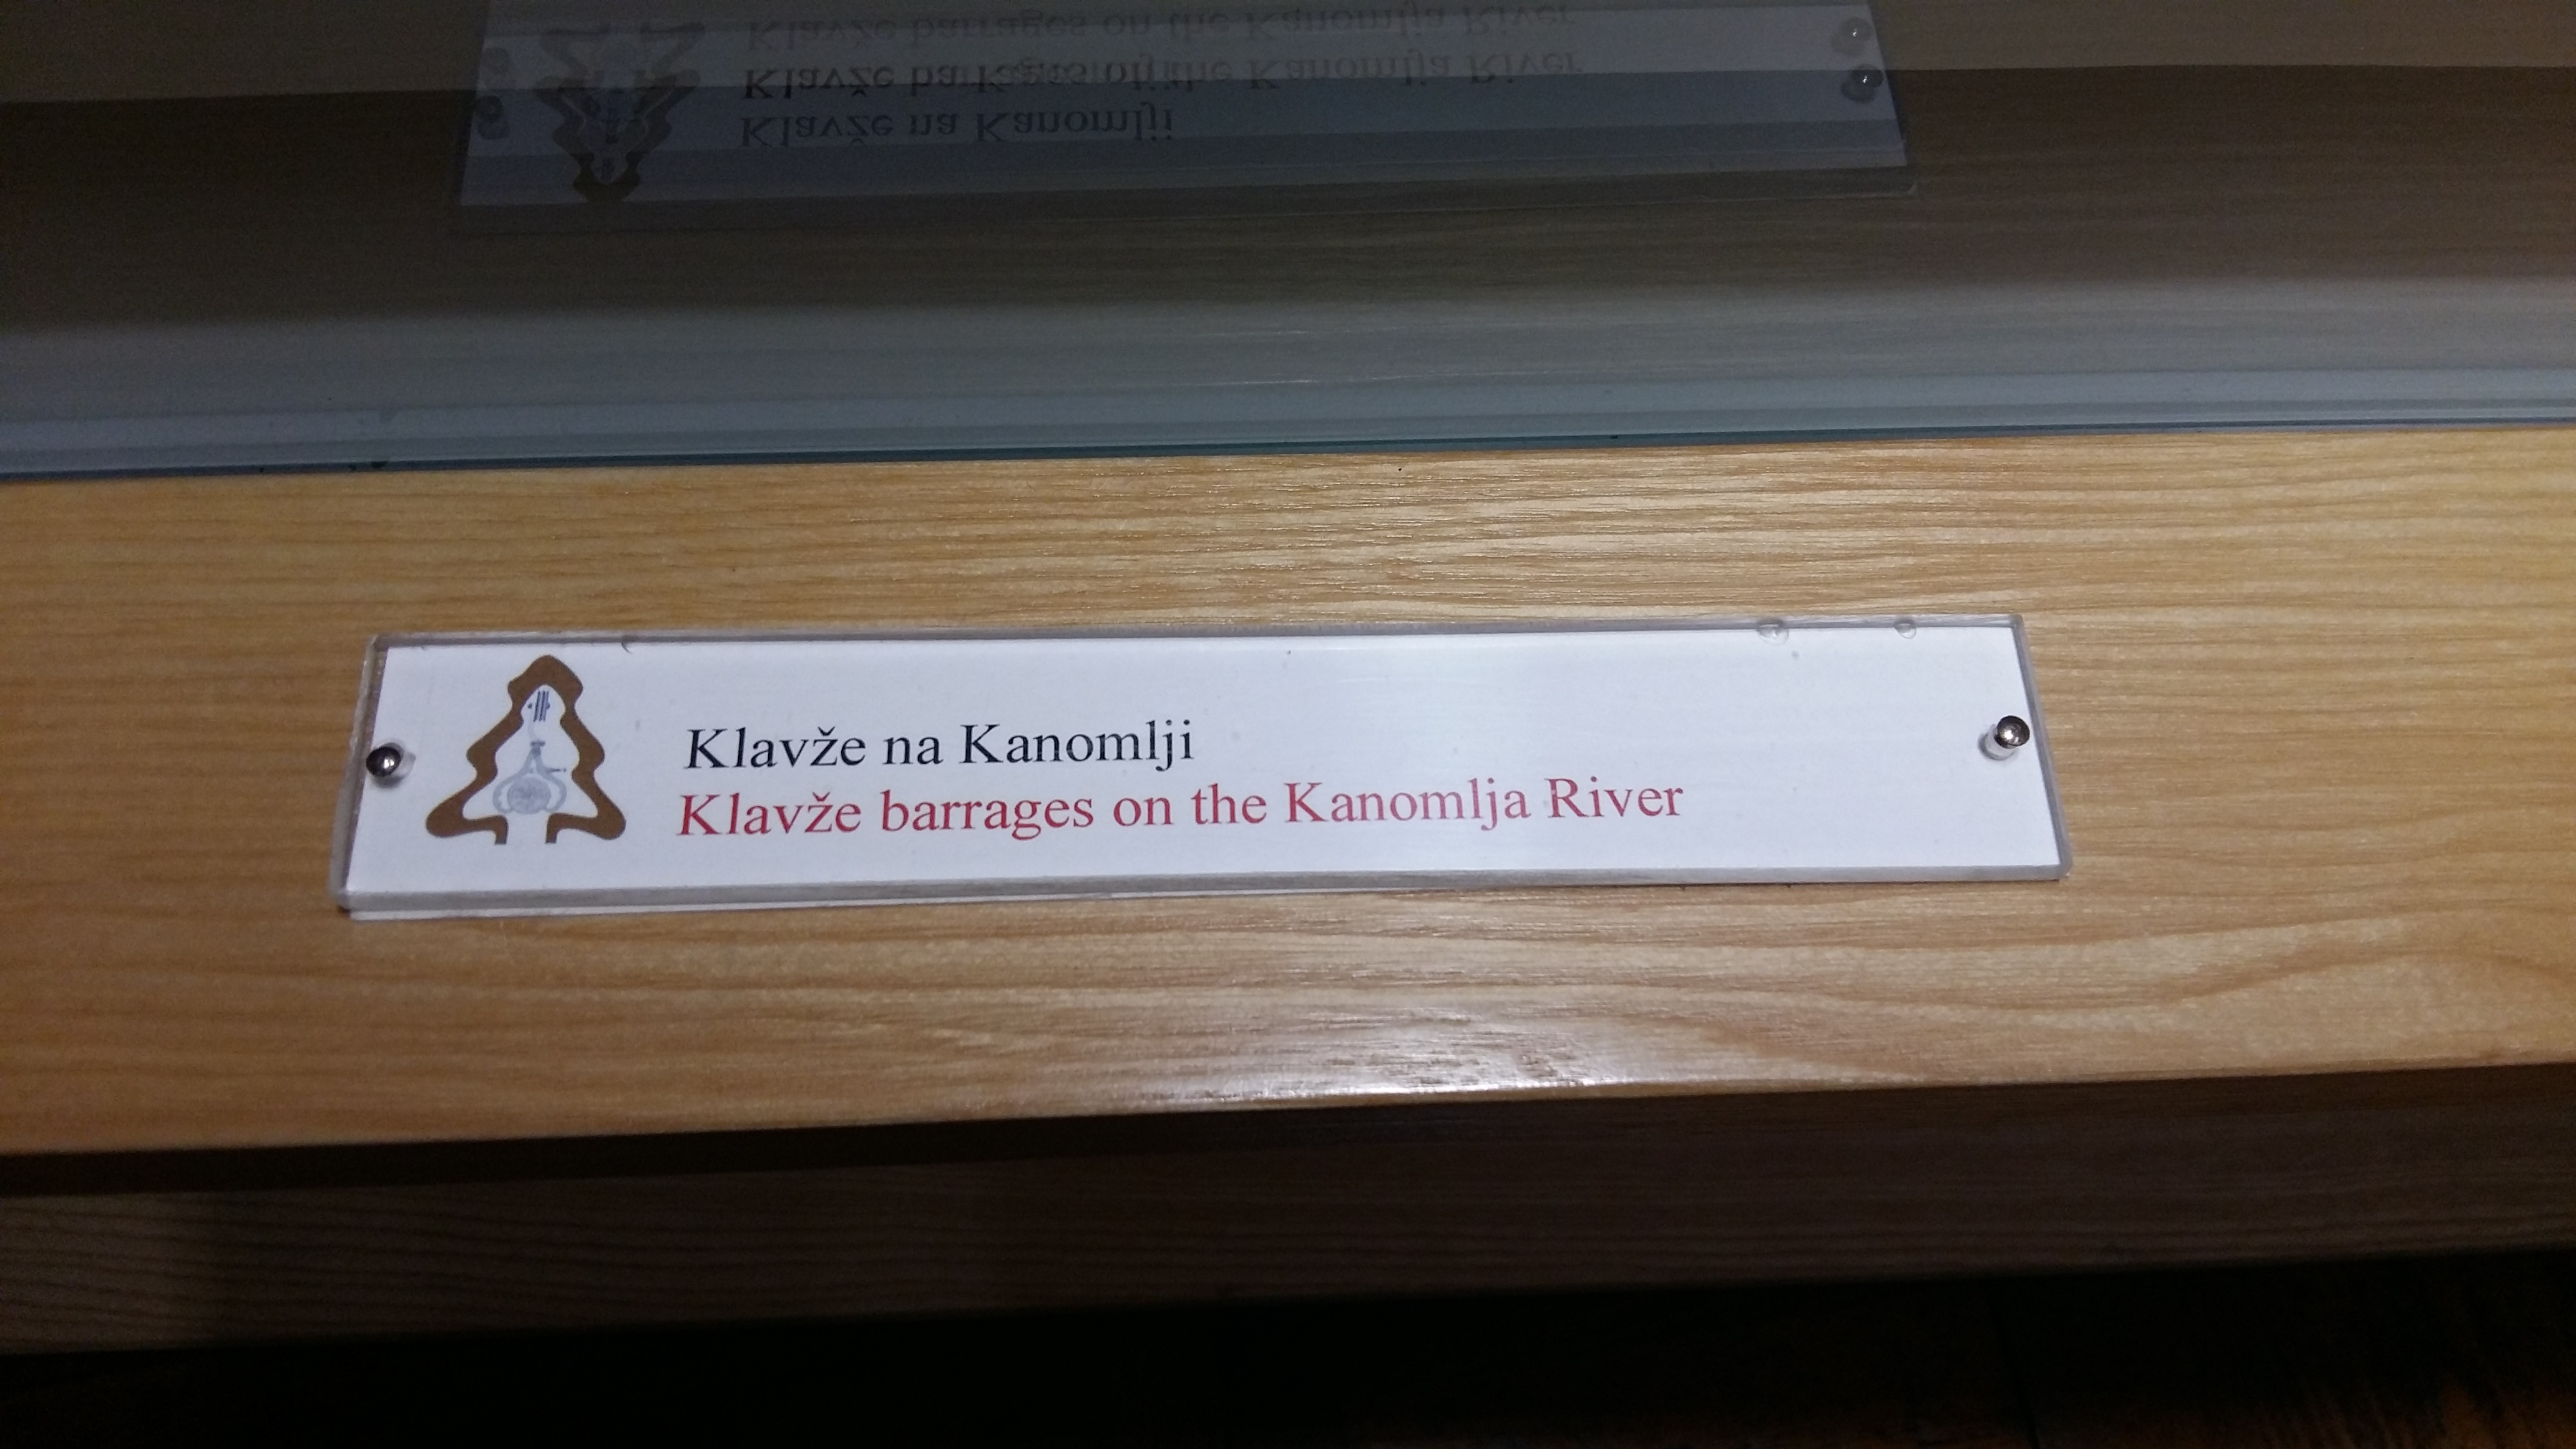 Klavže na Kanomlji
Klavže barrages on the Kanomlja River